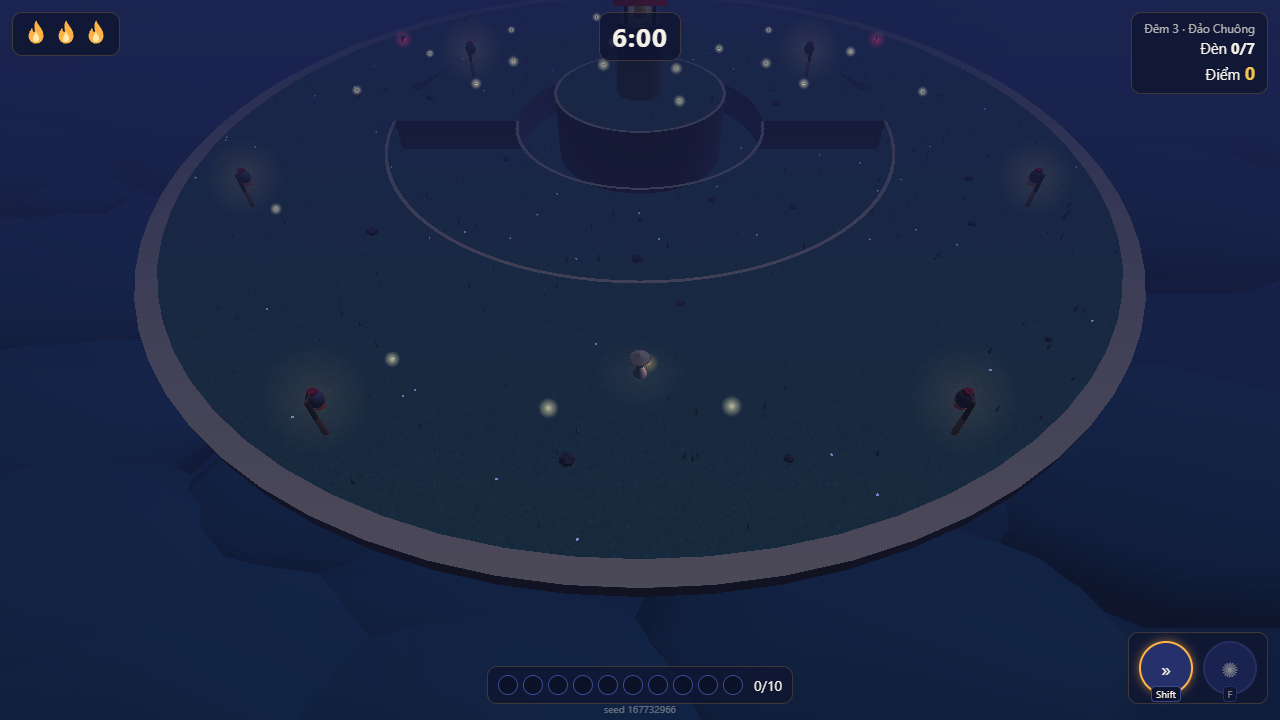 6:00
Đêm 3 · Đảo Chuông
Đèn 0/7
Điểm 0
»
Shift
F
0/10
seed 167732966